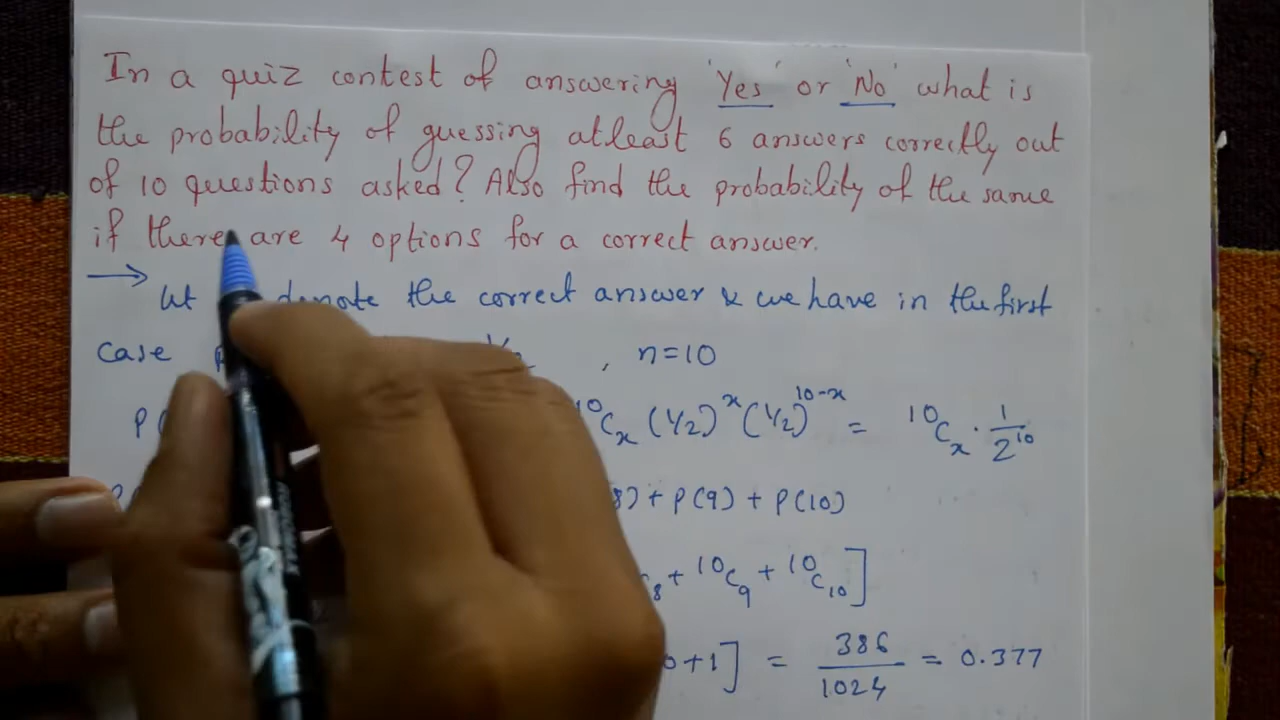 In a quiz contest of answering 'Yes' or 'No' what is
the probability of guessing atleast 6 answers correctly out
of 10 questions asked? Also find the probability of the same
if there are 4 options for a correct answer.
→ let denote the correct answer & we have in the first
case , n=10
P( ¹⁰Cₓ (1/2)ˣ (1/2)¹⁰⁻ˣ = ¹⁰Cₓ · 1/2¹⁰
8) + P(9) + P(10)
₈ + ¹⁰C₉ + ¹⁰C₁₀]
+1] = 386/1024 = 0.377